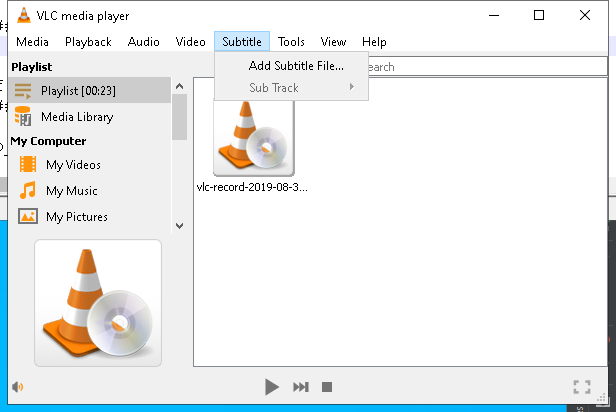 VLC media player
Media Playback Audio Video Subtitle Tools View Help
Playlist
Add Subtitle File...
Sub Track
Playlist [00:23]
Media Library
My Computer
My Videos
My Music
My Pictures
vlc-record-2019-08-3...